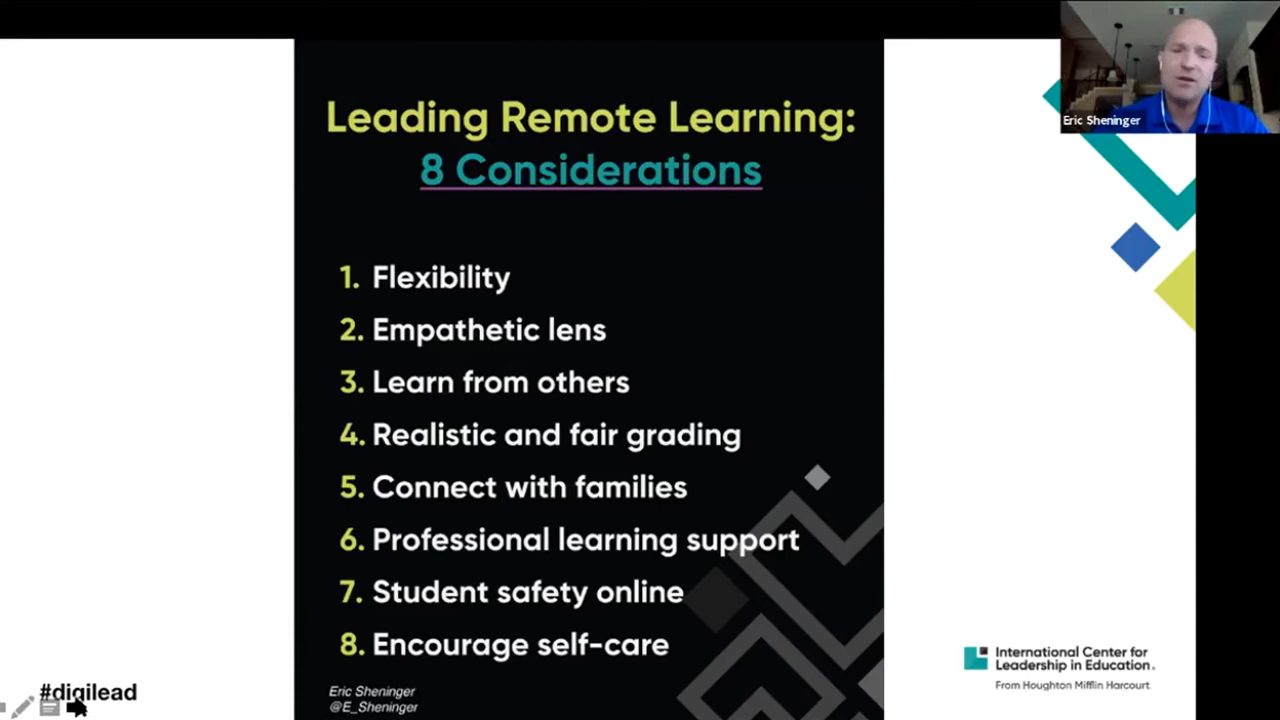 Leading Remote Learning:
8 Considerations
1. Flexibility
2. Empathetic lens
3. Learn from others
4. Realistic and fair grading
5. Connect with families
6. Professional learning support
7. Student safety online
8. Encourage self-care
Eric Sheninger
@E_Sheninger
#digilead
Eric Sheninger
International Center for
Leadership in Education.
From Houghton Mifflin Harcourt